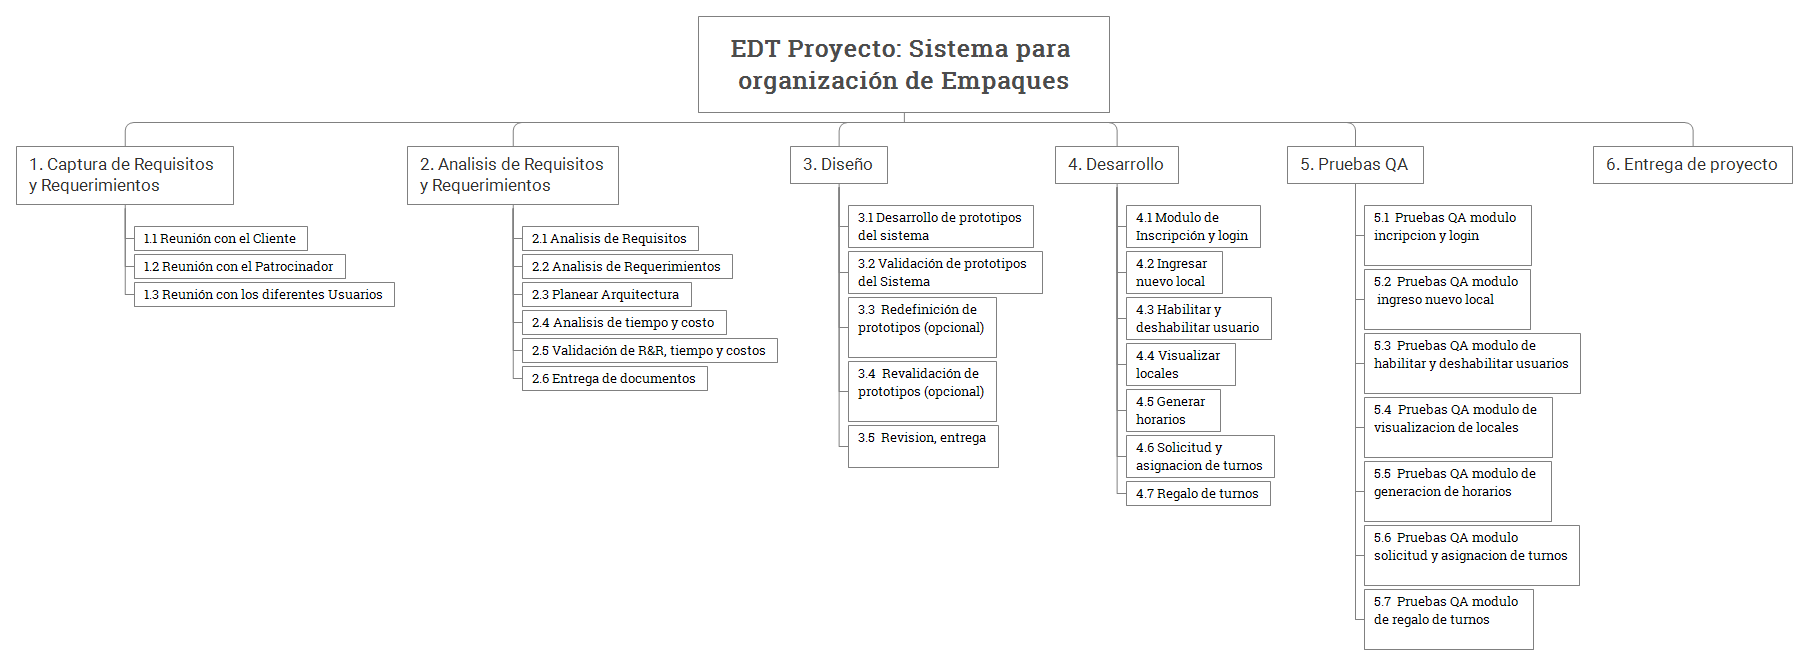 EDT Proyecto: Sistema para
organización de Empaques
1. Captura de Requisitos
y Requerimientos
1.1 Reunión con el Cliente
1.2 Reunión con el Patrocinador
1.3 Reunión con los diferentes Usuarios
2. Analisis de Requisitos
y Requerimientos
2.1 Analisis de Requisitos
2.2 Analisis de Requerimientos
2.3 Planear Arquitectura
2.4 Analisis de tiempo y costo
2.5 Validación de R&R, tiempo y costos
2.6 Entrega de documentos
3. Diseño
3.1 Desarrollo de prototipos
del sistema
3.2 Validación de prototipos
del Sistema
3.3 Redefinición de
prototipos (opcional)
3.4 Revalidación de
prototipos (opcional)
3.5 Revision, entrega
4. Desarrollo
4.1 Modulo de
Inscripción y login
4.2 Ingresar
nuevo local
4.3 Habilitar y
deshabilitar usuario
4.4 Visualizar
locales
4.5 Generar
horarios
4.6 Solicitud y
asignacion de turnos
4.7 Regalo de turnos
5. Pruebas QA
5.1 Pruebas QA modulo
incripcion y login
5.2 Pruebas QA modulo
ingreso nuevo local
5.3 Pruebas QA modulo de
habilitar y deshabilitar usuarios
5.4 Pruebas QA modulo de
visualizacion de locales
5.5 Pruebas QA modulo de
generacion de horarios
5.6 Pruebas QA modulo
solicitud y asignacion de turnos
5.7 Pruebas QA modulo
de regalo de turnos
6. Entrega de proyecto